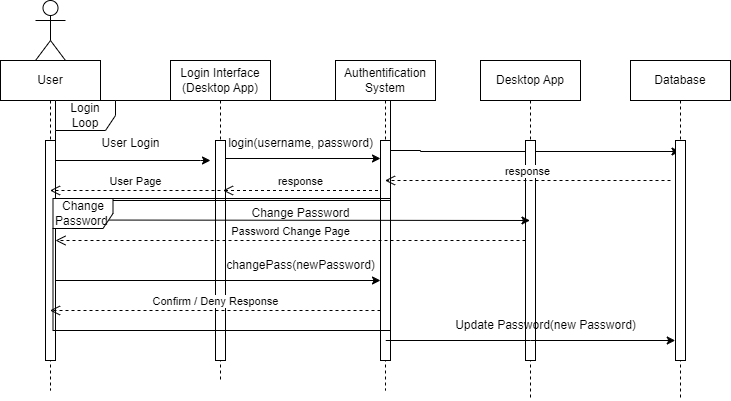 User
Login Interface
(Desktop App)
Authentification
System
Desktop App
Database
Login
Loop
User Login
login(username, password)
response
User Page
response
Change
Password
Change Password
Password Change Page
changePass(newPassword)
Confirm / Deny Response
Update Password(new Password)